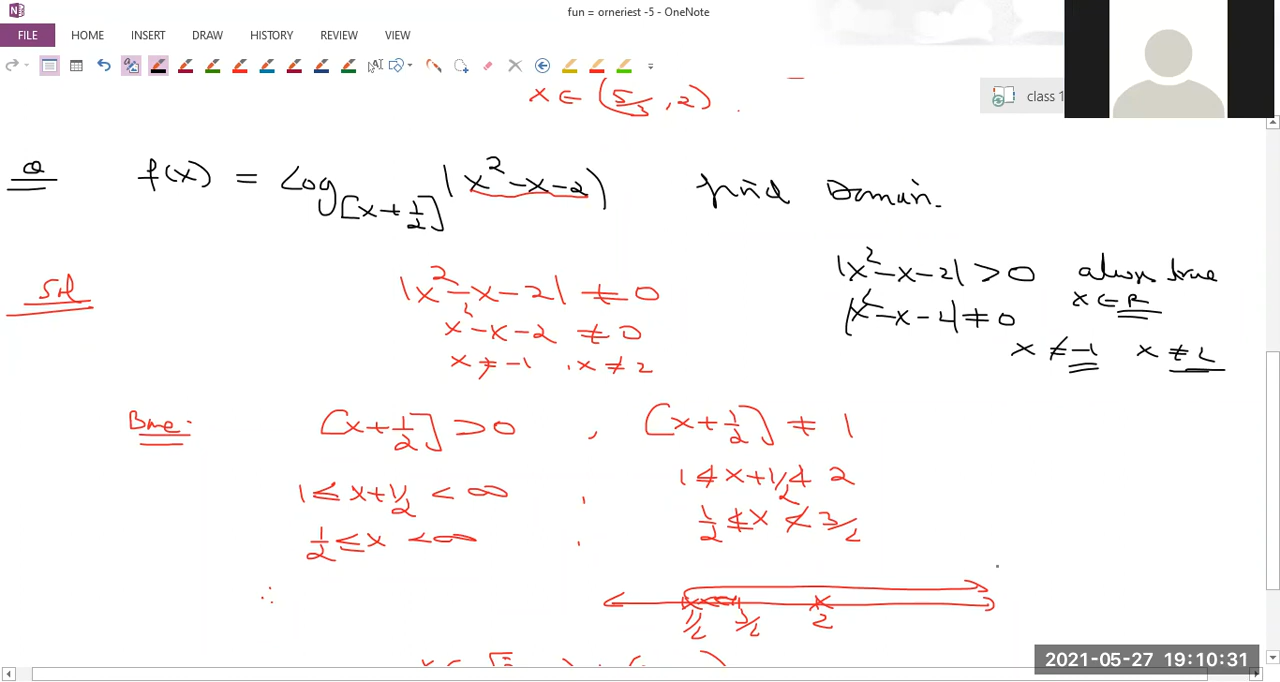 fun = orneriest -5 - OneNote
FILE HOME INSERT DRAW HISTORY REVIEW VIEW
x ∈ (5/3, 2).
class 1
Q f(x) = Log[x+1/2] |x²-x-2| find Domain.
|x²-x-2| > 0 always true
x ∈ R
Sol |x²-x-2| ≠ 0
|x²-x-2| ≠ 0
x²-x-2 ≠ 0
x ≠ -1 x ≠ 2
x ≠ -1, x ≠ 2
Base. [x+1/2] > 0 , [x+1/2] ≠ 1
1 ≤ x+1/2 < ∞ , 1 ≰ x+1/2 ≮ 2
1/2 ≤ x < ∞ , 1/2 ≰ x ≮ 3/2
∴
1/2 3/2 2
2021-05-27 19:10:31